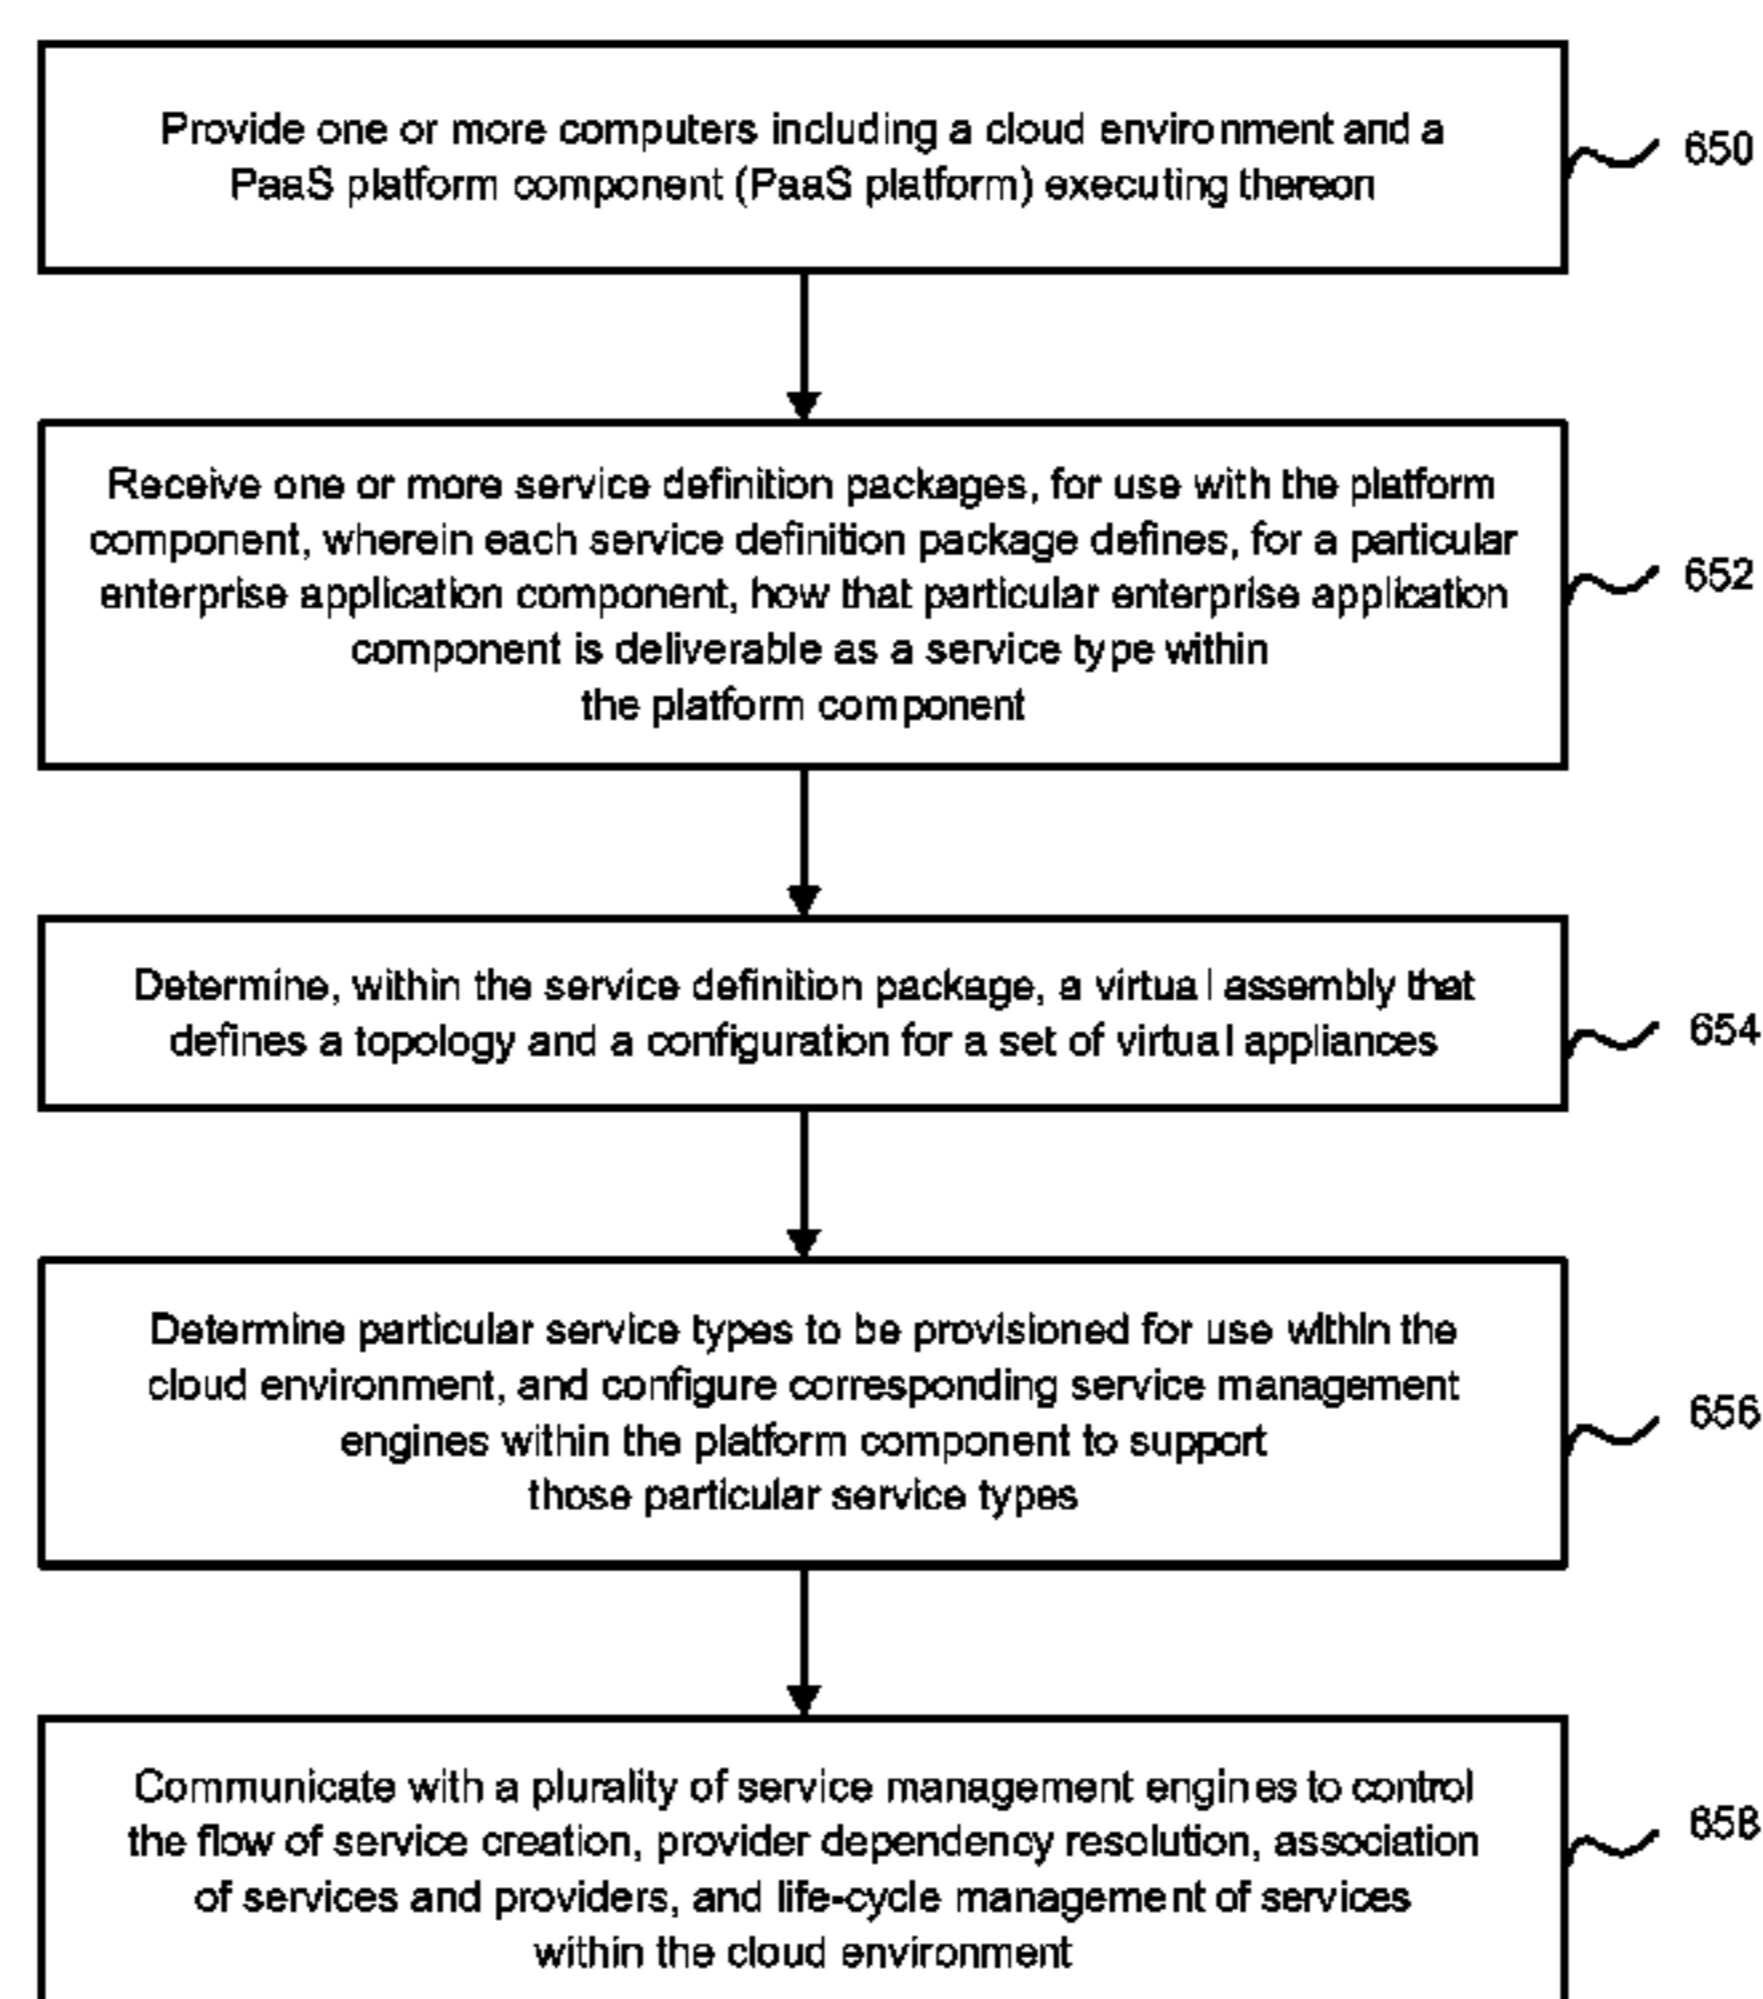 Provide one or more computers including a cloud environment and a
PaaS platform component (PaaS platform) executing thereon
650
Receive one or more service definition packages, for use with the platform
component, wherein each service definition package defines, for a particular
enterprise application component, how that particular enterprise application
component is deliverable as a service type within
the platform component
652
Determine, within the service definition package, a virtual assembly that
defines a topology and a configuration for a set of virtual appliances
654
Determine particular service types to be provisioned for use within the
cloud environment, and configure corresponding service management
engines within the platform component to support
those particular service types
656
Communicate with a plurality of service management engines to control
the flow of service creation, provider dependency resolution, association
of services and providers, and life-cycle management of services
within the cloud environment
658